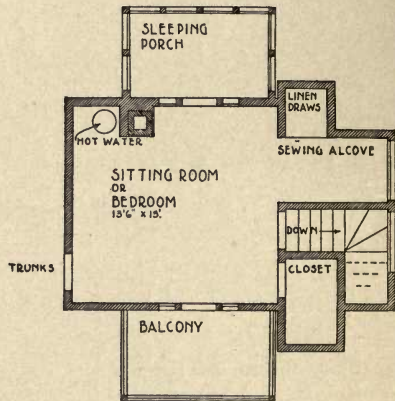 SLEEPING
PORCH
LINEN
DRAWS
HOT WATER
SEWING ALCOVE
SITTING ROOM
OR
BEDROOM
13'6" X 15'
DOWN
TRUNKS
CLOSET
BALCONY